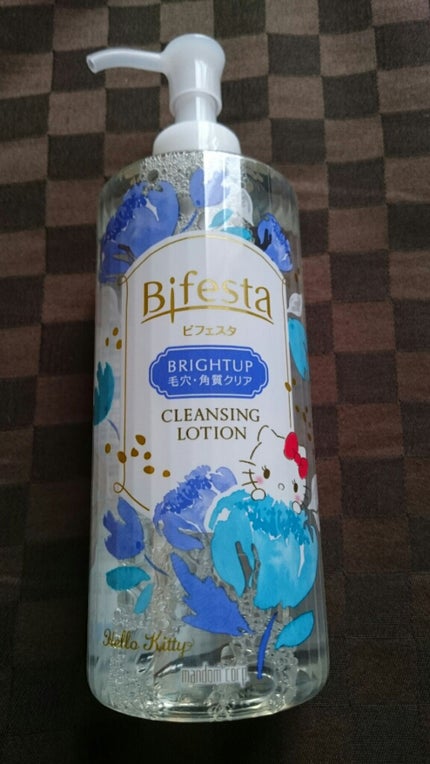 Bifesta
ビフェスタ
BRIGHTUP
毛穴・角質クリア
CLEANSING
LOTION
Hello Kitty
mandom corp.